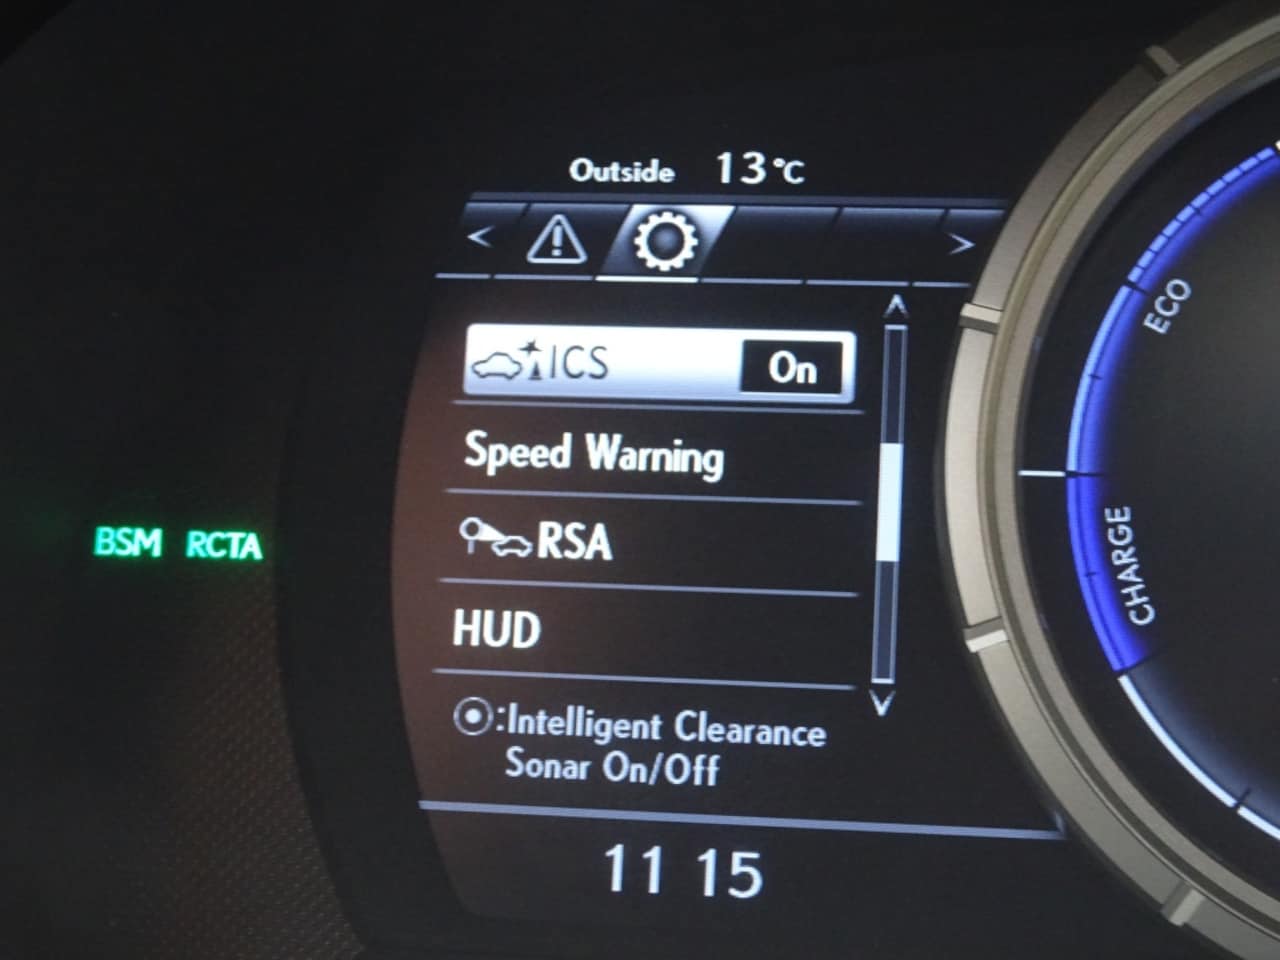 Outside 13°C
ICS On
Speed Warning
RSA
HUD
:Intelligent Clearance
Sonar On/Off
11 15
BSM RCTA
ECO
CHARGE